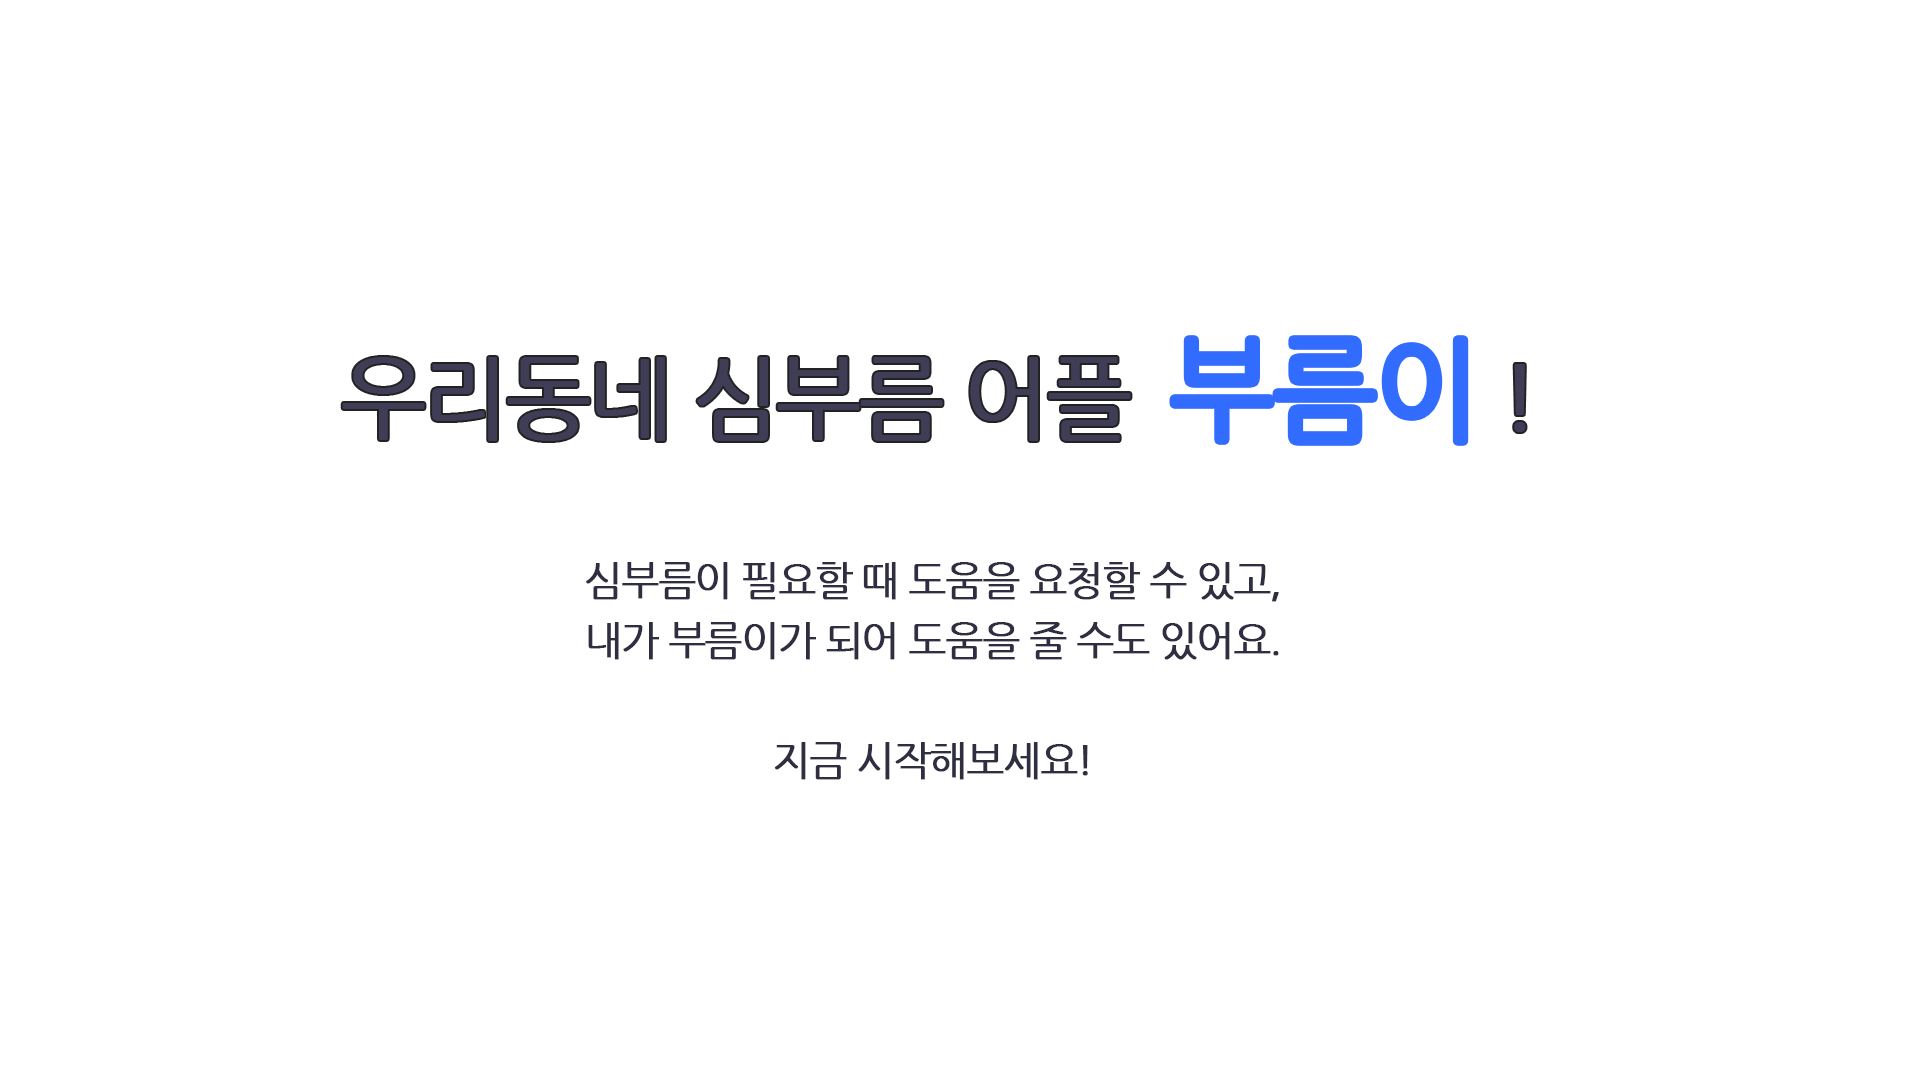 우리동네 심부름 어플 부름이 !
심부름이 필요할 때 도움을 요청할 수 있고,
내가 부름이가 되어 도움을 줄 수도 있어요.
지금 시작해보세요!